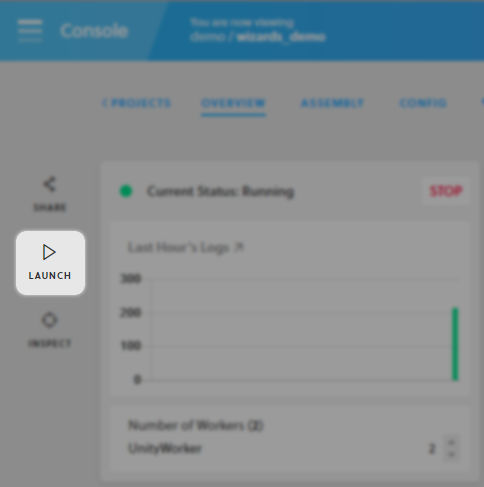 Console
You are now viewing
demo / wizards_demo
PROJECTS
OVERVIEW
ASSEMBLY
CONFIG
SHARE
LAUNCH
INSPECT
Current Status: Running
STOP
Last Hour's Logs
300
200
100
0
Number of Workers (2)
UnityWorker
2